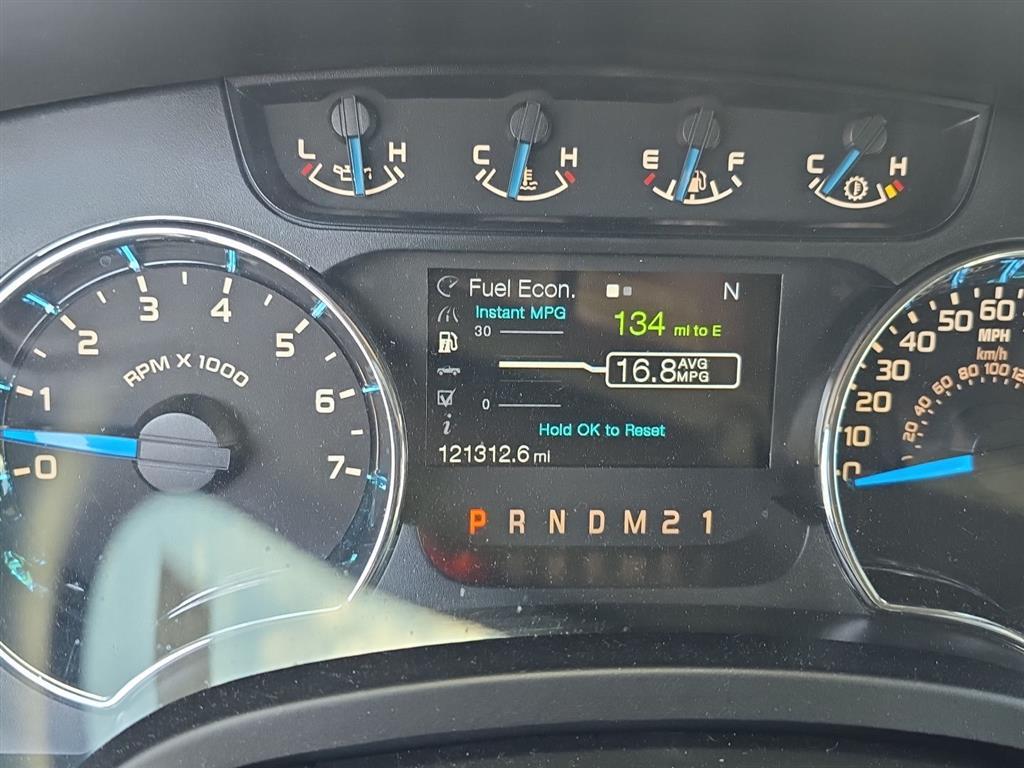 L H
C H
E F
C H
Fuel Econ.
N
Instant MPG
134 mi to E
30
16.8 AVG MPG
0
Hold OK to Reset
121312.6 mi
P R N D M 2 1
0 1 2 3 4 5 6 7
RPM X 1000
0 10 20 30 40 50 60
MPH
km/h
20 40 60 80 100